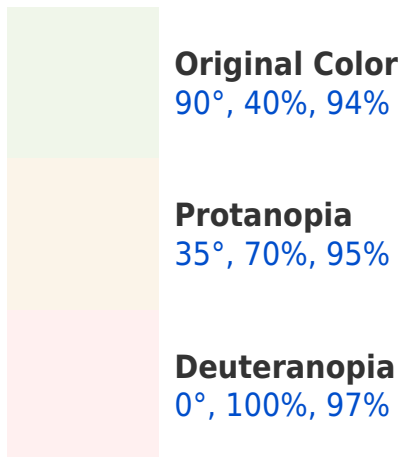 Original Color
90°, 40%, 94%
Protanopia
35°, 70%, 95%
Deuteranopia
0°, 100%, 97%